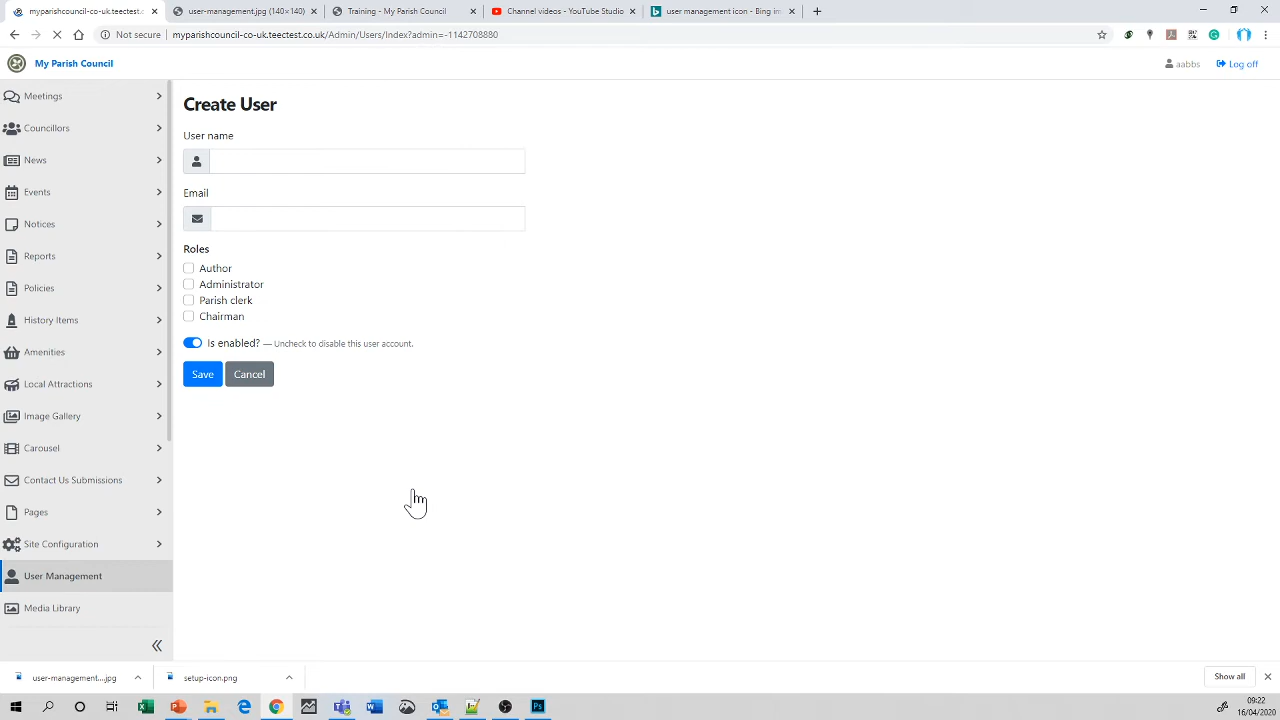 myparishcouncil-co-uk.teectest.c
user-management.jpg (140×140)
Training - My Parish Council
Channel videos - YouTube Studio
user management icon - Bing im
Not secure
myparishcouncil-co-uk.teectest.co.uk/Admin/Users/Index?admin=-1142708880
My Parish Council
aabbs
Log off
Meetings
Councillors
News
Events
Notices
Reports
Policies
History Items
Amenities
Local Attractions
Image Gallery
Carousel
Contact Us Submissions
Pages
Site Configuration
User Management
Media Library
Create User
User name
Email
Roles
Author
Administrator
Parish clerk
Chairman
Is enabled? — Uncheck to disable this user account.
Save
Cancel
user-management....jpg
setup-icon.png
Show all
09:22
16/04/2020